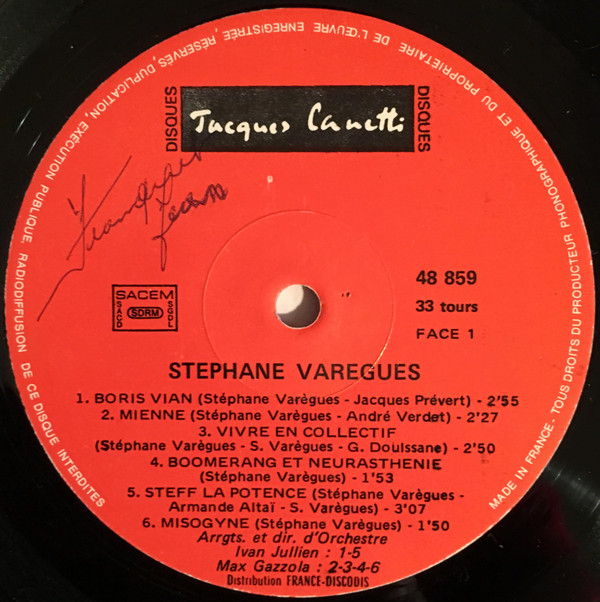 EXÉCUTION PUBLIQUE, RADIODIFFUSION DE CE DISQUE INTERDITES
MADE IN FRANCE. TOUS DROITS DU PRODUCTEUR PHONOGRAPHIQUE ET DU PROPRIÉTAIRE DE L'ŒUVRE ENREGISTRÉE, RÉSERVÉS, DUPLICATION,
DISQUES
Jacques Canetti
DISQUES
SACEM
SACD
SDRM
SGDL
48 859
33 tours
FACE 1
STEPHANE VAREGUES
1. BORIS VIAN (Stéphane Varègues - Jacques Prévert) - 2'55
2. MIENNE (Stéphane Varègues - André Verdet) - 2'27
3. VIVRE EN COLLECTIF
(Stéphane Varègues - S. Varègues - G. Douissane) - 2'50
4. BOOMERANG ET NEURASTHENIE
(Stéphane Varègues) - 1'53
5. STEFF LA POTENCE (Stéphane Varègues -
Armande Altaï - S. Varègues) - 3'07
6. MISOGYNE (Stéphane Varègues) - 1'50
Arrgts. et dir. d'Orchestre
Ivan Jullien : 1-5
Max Gazzola : 2-3-4-6
Distribution FRANCE-DISCODIS